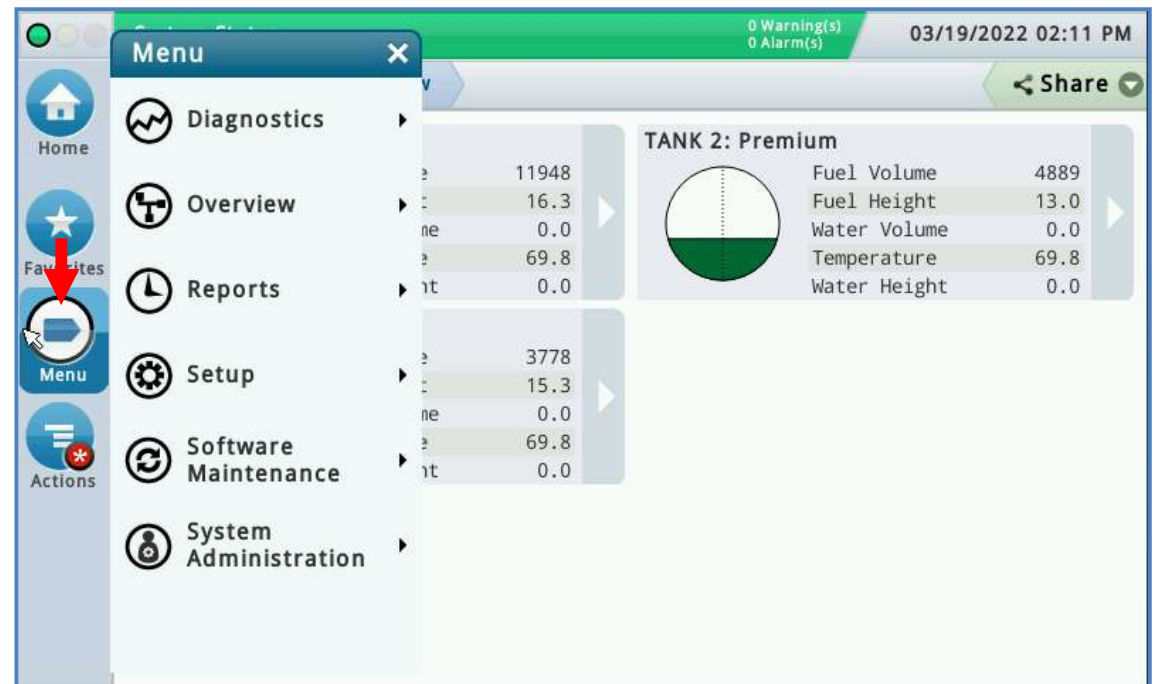 0 Warning(s)
0 Alarm(s)
03/19/2022 02:11 PM
Menu
Share
Home
Favorites
Menu
Actions
Diagnostics
Overview
Reports
Setup
Software
Maintenance
System
Administration
11948
16.3
0.0
69.8
0.0
TANK 2: Premium
Fuel Volume 4889
Fuel Height 13.0
Water Volume 0.0
Temperature 69.8
Water Height 0.0
3778
15.3
0.0
69.8
0.0